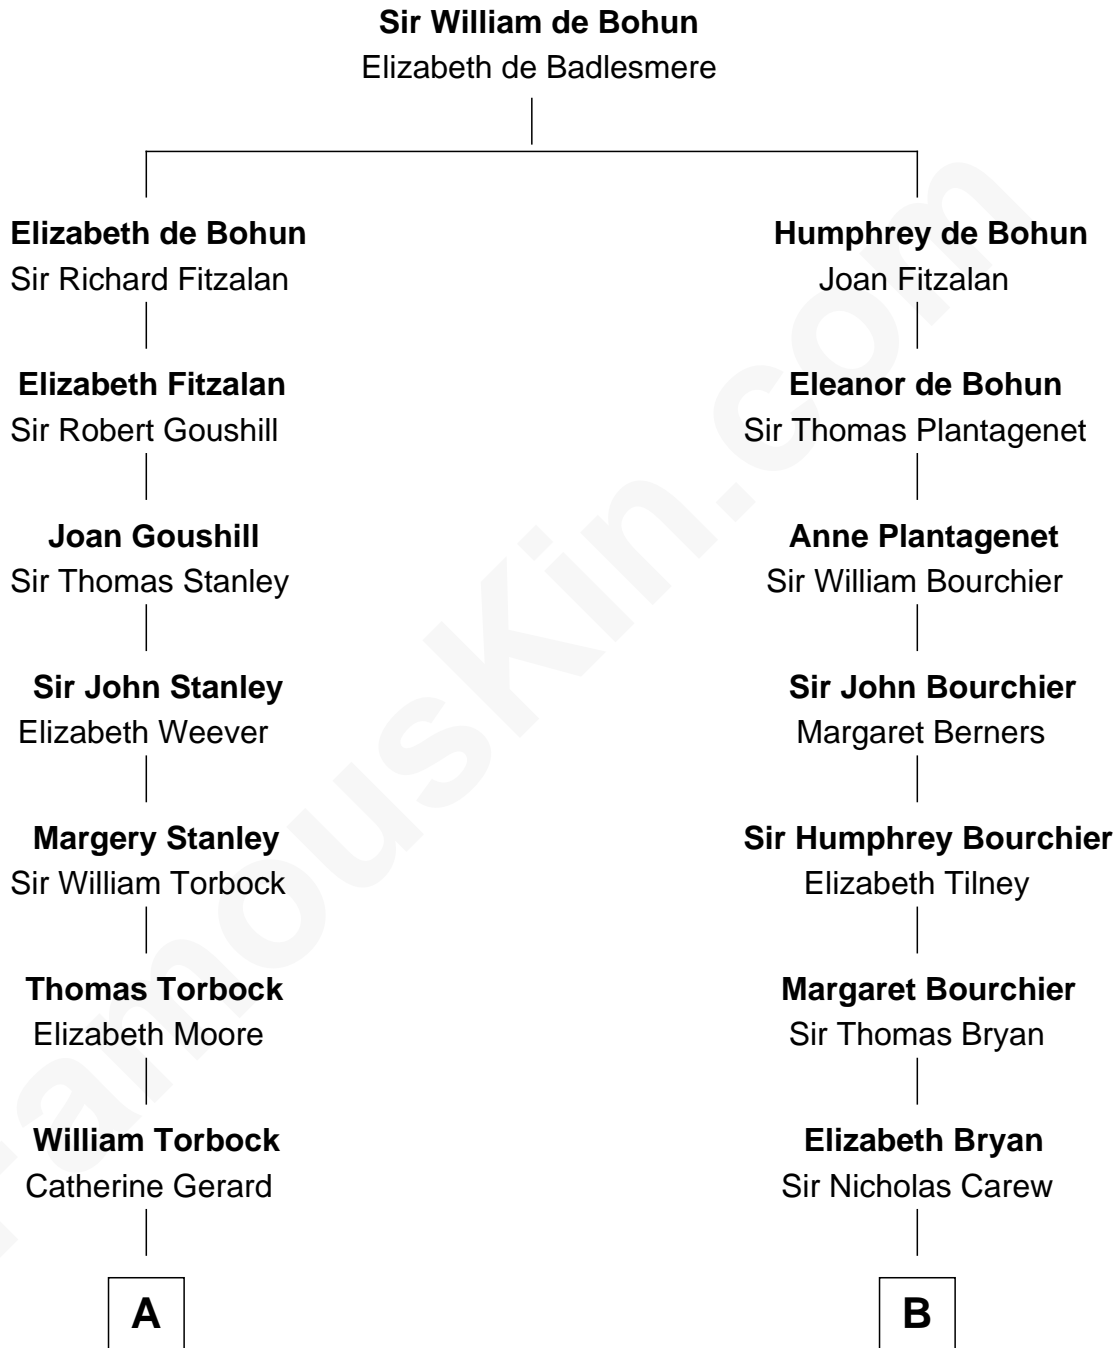 Sir William de Bohun
Elizabeth de Badlesmere
Elizabeth de Bohun
Sir Richard Fitzalan
Humphrey de Bohun
Joan Fitzalan
Elizabeth Fitzalan
Sir Robert Goushill
Eleanor de Bohun
Sir Thomas Plantagenet
Joan Goushill
Sir Thomas Stanley
Anne Plantagenet
Sir William Bourchier
Sir John Stanley
Elizabeth Weever
Sir John Bourchier
Margaret Berners
Margery Stanley
Sir William Torbock
Sir Humphrey Bourchier
Elizabeth Tilney
Thomas Torbock
Elizabeth Moore
Margaret Bourchier
Sir Thomas Bryan
William Torbock
Catherine Gerard
Elizabeth Bryan
Sir Nicholas Carew
A
B
FamousKin.com